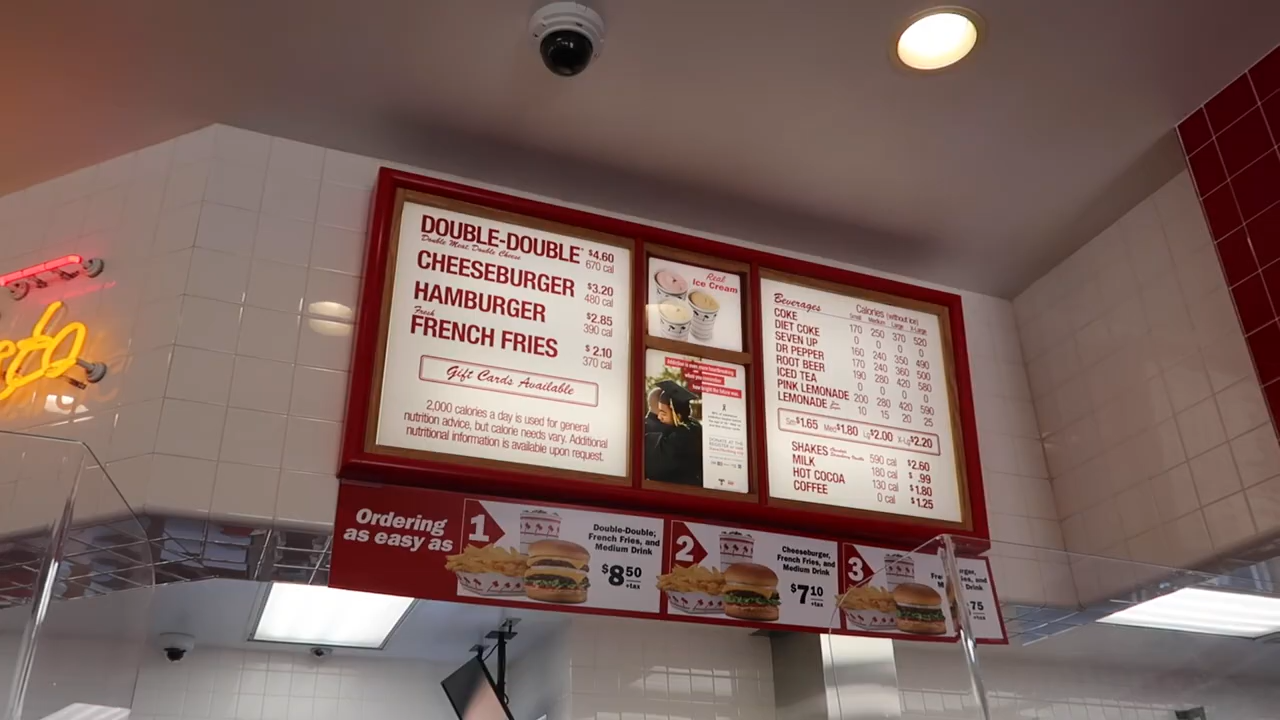 DOUBLE-DOUBLE $4.60
Double Meat, Double Cheese 670 cal
CHEESEBURGER $3.20
480 cal
HAMBURGER $2.85
390 cal
Fresh
FRENCH FRIES $2.10
370 cal
Gift Cards Available
2,000 calories a day is used for general
nutrition advice, but calorie needs vary. Additional
nutritional information is available upon request.
Real
Ice Cream
Beverages Calories (without ice)
Small Medium Large X-Large
COKE 170 250 370 520
DIET COKE 0 0 0 0
SEVEN UP 160 240 350 490
DR PEPPER 170 240 360 500
ROOT BEER 190 280 420 580
ICED TEA 0 0 0 0
PINK LEMONADE 200 280 420 590
LEMONADE 10 15 20 25
Sm $1.65 Med $1.80 Lg $2.00 X-Lg $2.20
SHAKES 590 cal $2.60
MILK 180 cal $ .99
HOT COCOA 130 cal $1.80
COFFEE 0 cal $1.25
Ordering
as easy as
1
Double-Double,
French Fries, and
Medium Drink
$8.50
+tax
2
Cheeseburger,
French Fries, and
Medium Drink
$7.10
+tax
3